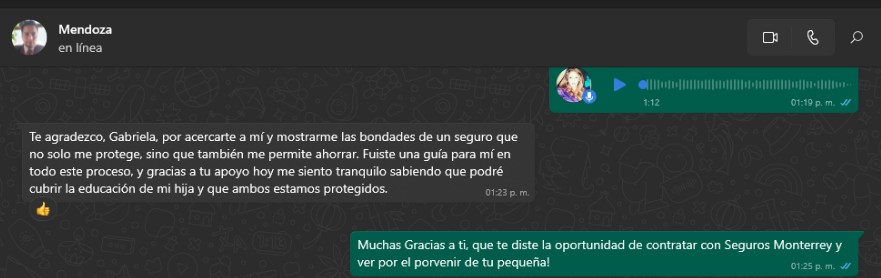 Mendoza
en línea
1:12
01:19 p. m.
Te agradezco, Gabriela, por acercarte a mí y mostrarme las bondades de un seguro que
no solo me protege, sino que también me permite ahorrar. Fuiste una guía para mí en
todo este proceso, y gracias a tu apoyo hoy me siento tranquilo sabiendo que podré
cubrir la educación de mi hija y que ambos estamos protegidos.
01:23 p. m.
Muchas Gracias a ti, que te diste la oportunidad de contratar con Seguros Monterrey y
ver por el porvenir de tu pequeña!
01:25 p. m.